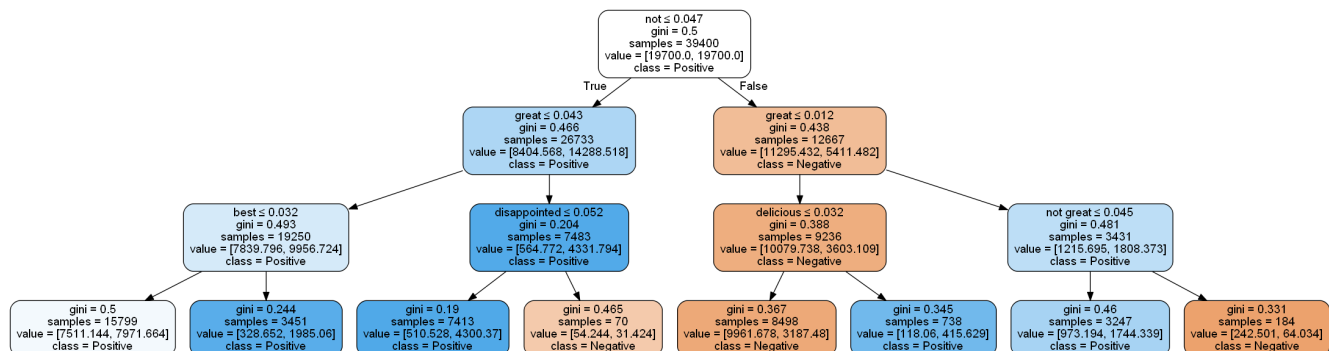 not ≤ 0.047
gini = 0.5
samples = 39400
value = [19700.0, 19700.0]
class = Positive
True
False
great ≤ 0.043
gini = 0.466
samples = 26733
value = [8404.568, 14288.518]
class = Positive
great ≤ 0.012
gini = 0.438
samples = 12667
value = [11295.432, 5411.482]
class = Negative
best ≤ 0.032
gini = 0.493
samples = 19250
value = [7839.796, 9956.724]
class = Positive
disappointed ≤ 0.052
gini = 0.204
samples = 7483
value = [564.772, 4331.794]
class = Positive
delicious ≤ 0.032
gini = 0.388
samples = 9236
value = [10079.738, 3603.109]
class = Negative
not great ≤ 0.045
gini = 0.481
samples = 3431
value = [1215.695, 1808.373]
class = Positive
gini = 0.5
samples = 15799
value = [7511.144, 7971.664]
class = Positive
gini = 0.244
samples = 3451
value = [328.652, 1985.06]
class = Positive
gini = 0.19
samples = 7413
value = [510.528, 4300.37]
class = Positive
gini = 0.465
samples = 70
value = [54.244, 31.424]
class = Negative
gini = 0.367
samples = 8498
value = [9961.678, 3187.48]
class = Negative
gini = 0.345
samples = 738
value = [118.06, 415.629]
class = Positive
gini = 0.46
samples = 3247
value = [973.194, 1744.339]
class = Positive
gini = 0.331
samples = 184
value = [242.501, 64.034]
class = Negative